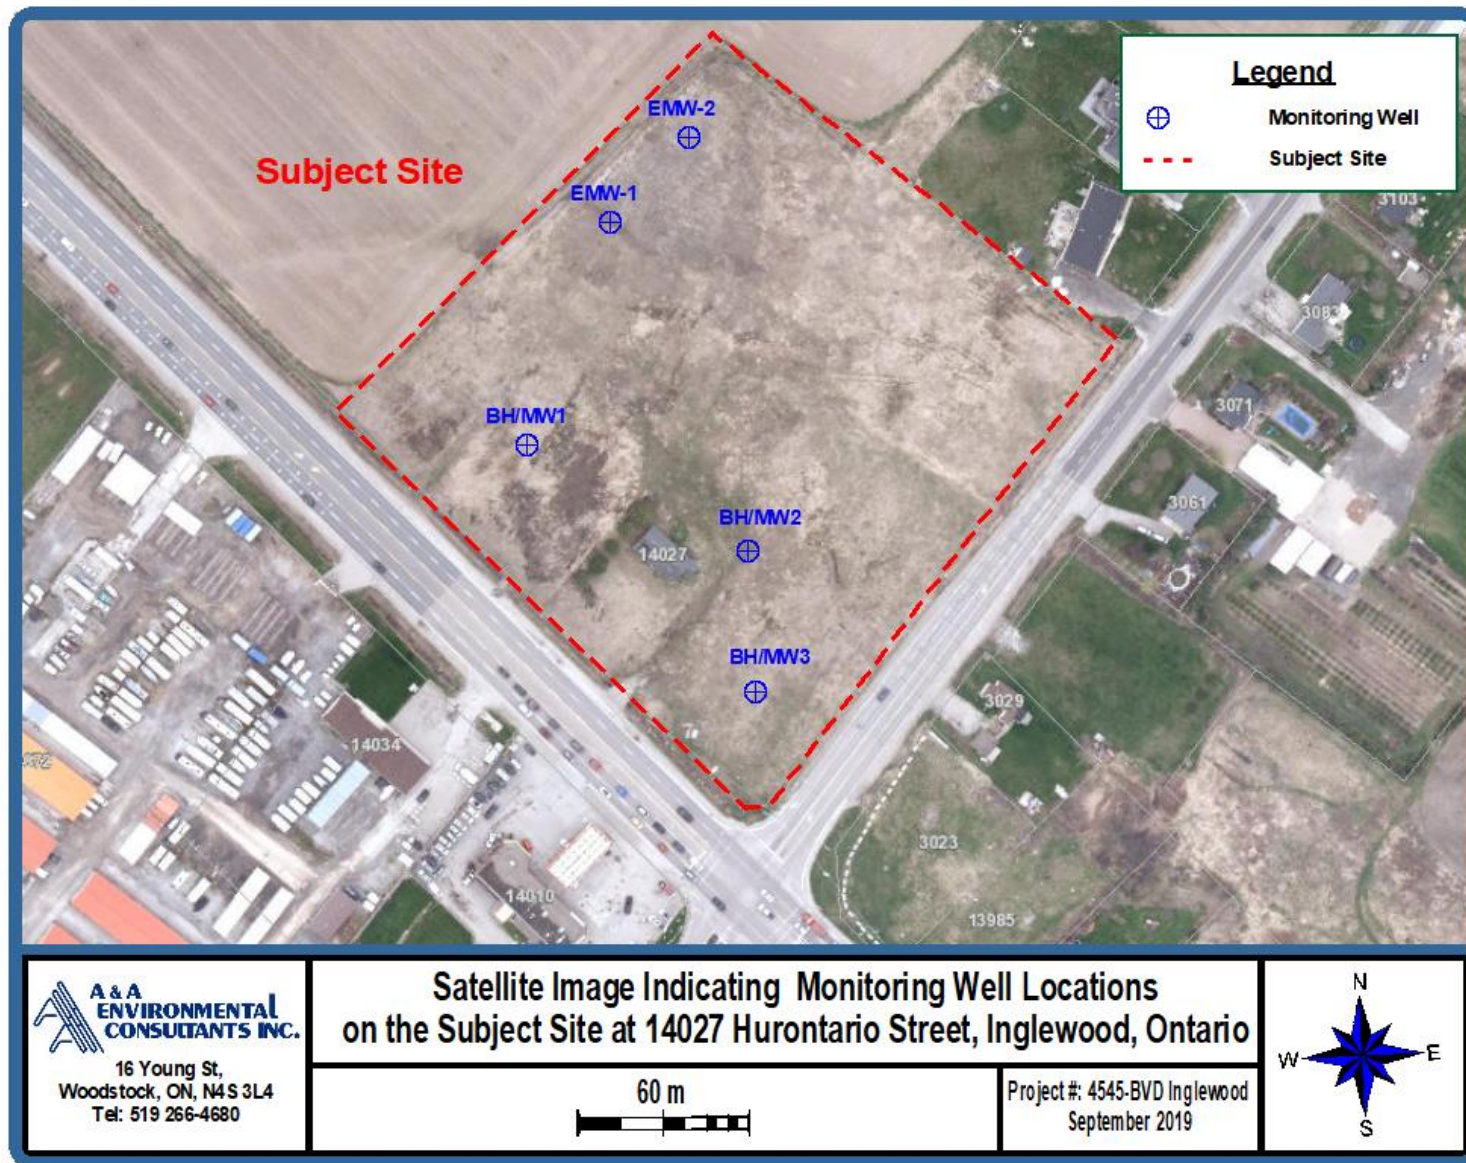 Legend
Monitoring Well
Subject Site
Subject Site
EMW-2
EMW-1
BH/MW1
BH/MW2
BH/MW3
14027
3103
3083
3071
3061
3029
3023
13985
14034
14010
7
A & A
ENVIRONMENTAL
CONSULTANTS INC.
16 Young St,
Woodstock, ON, N4S 3L4
Tel: 519 266-4680
Satellite Image Indicating Monitoring Well Locations
on the Subject Site at 14027 Hurontario Street, Inglewood, Ontario
60 m
Project #: 4545-BVD Inglewood
September 2019
N
W
E
S